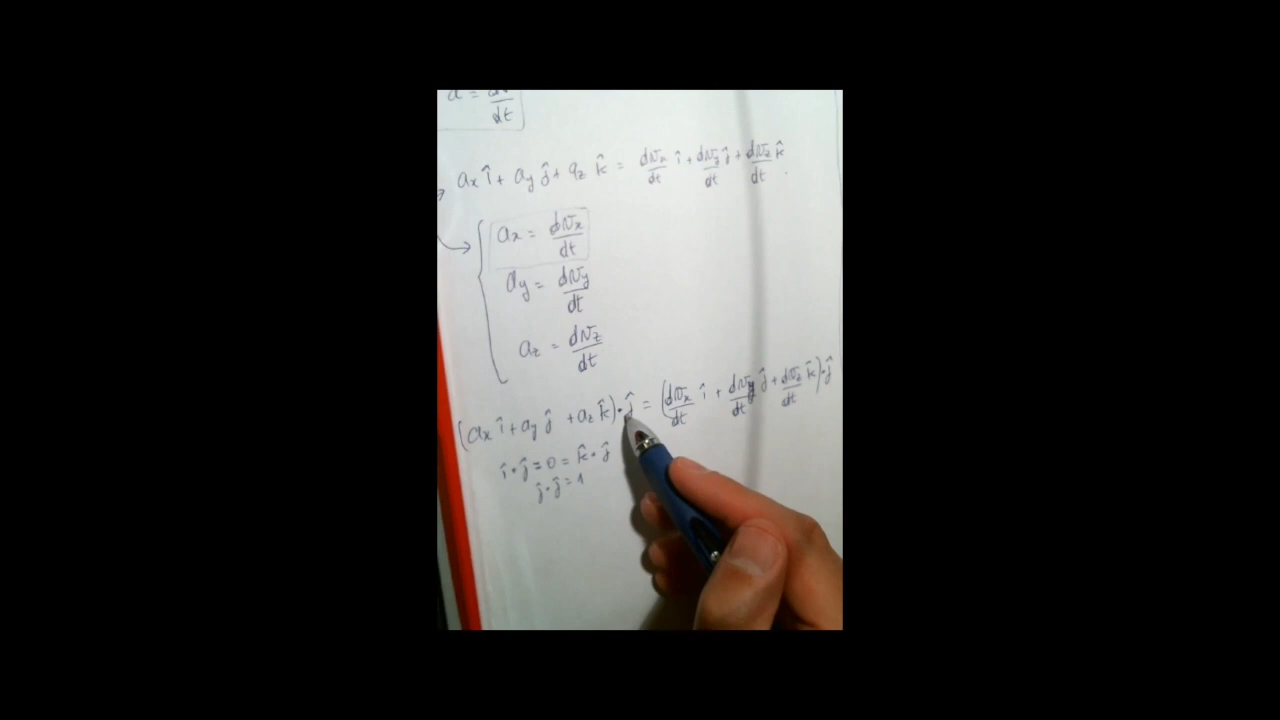 a = dv/dt
ax î + ay ĵ + az k̂ = dvx/dt î + dvy/dt ĵ + dvz/dt k̂
ax = dvx/dt
ay = dvy/dt
az = dvz/dt
(ax î + ay ĵ + az k̂) · ĵ = (dvx/dt î + dvy/dt ĵ + dvz/dt k̂) · ĵ
î · ĵ = 0 = k̂ · ĵ
ĵ · ĵ = 1